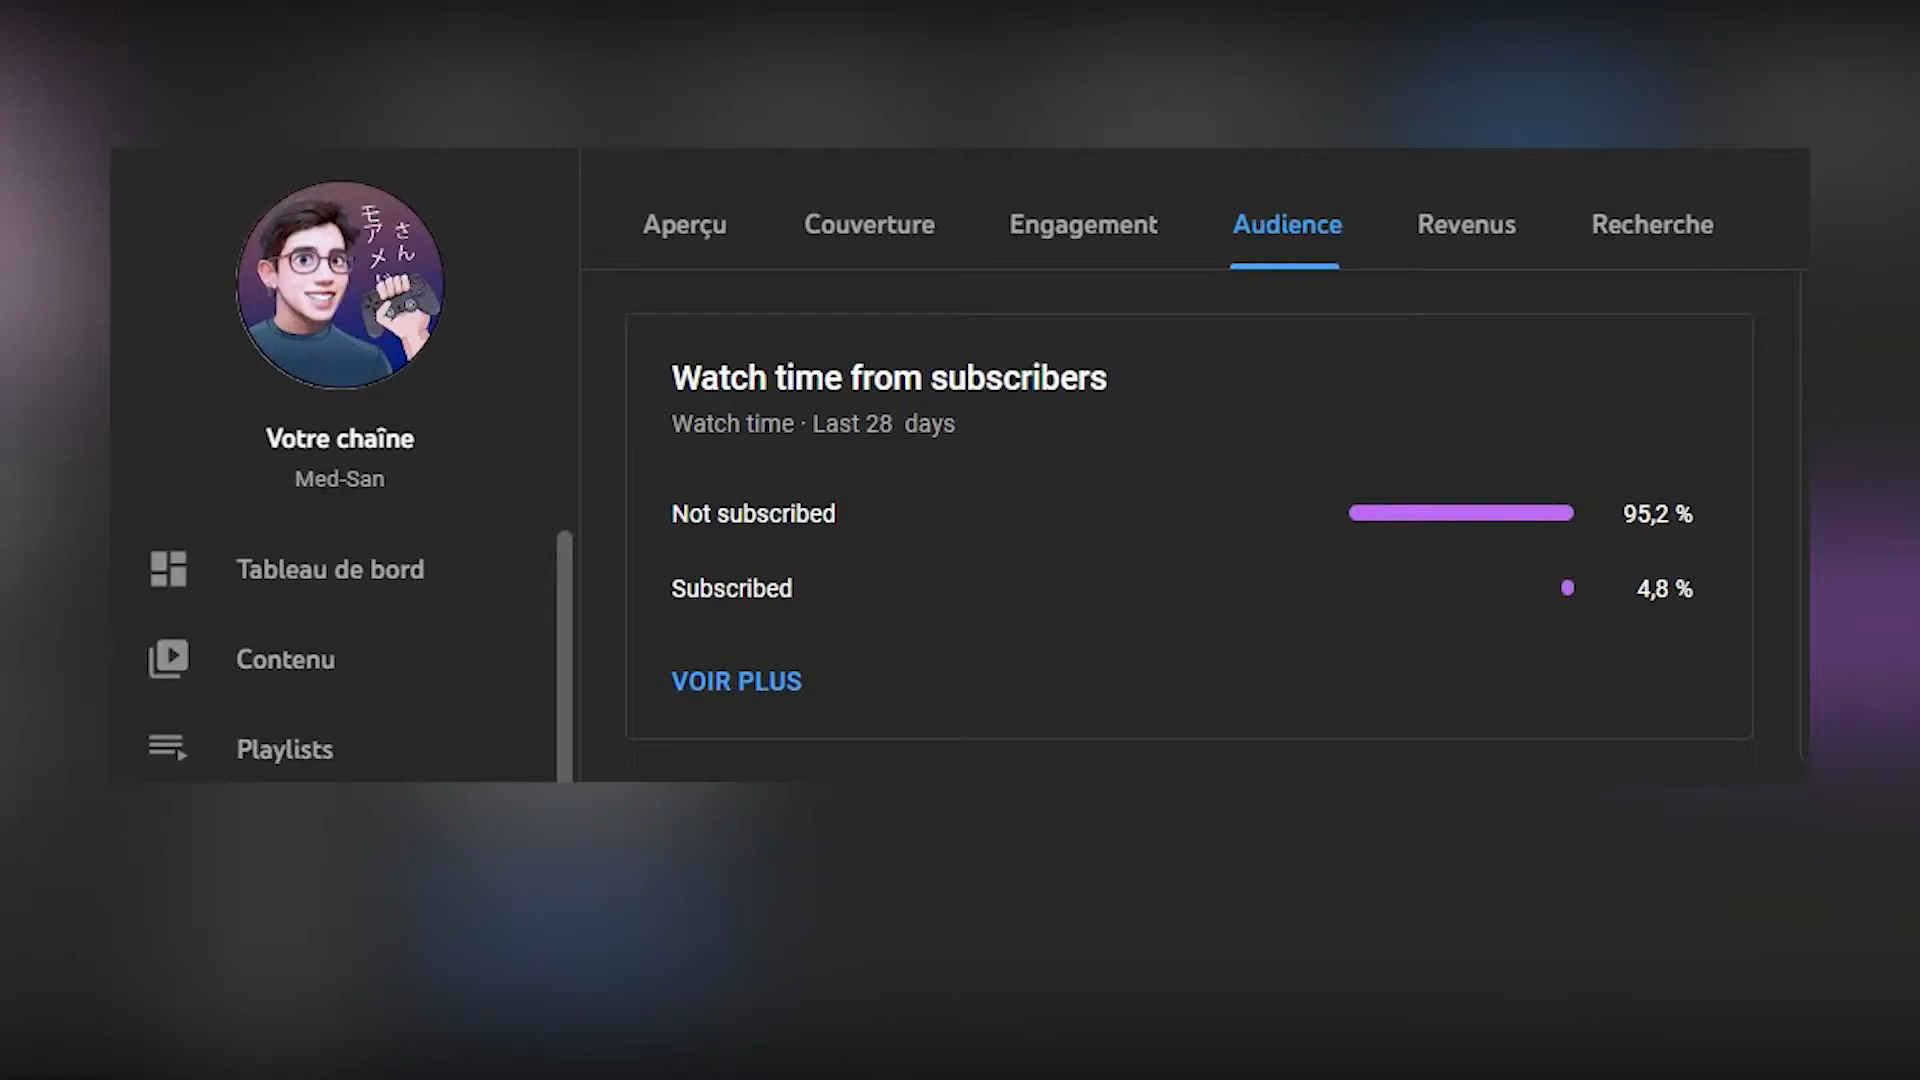 モア
メド
さん
Votre chaîne
Med-San
Tableau de bord
Contenu
Playlists
Aperçu
Couverture
Engagement
Audience
Revenus
Recherche
Watch time from subscribers
Watch time · Last 28 days
Not subscribed
95,2 %
Subscribed
4,8 %
VOIR PLUS